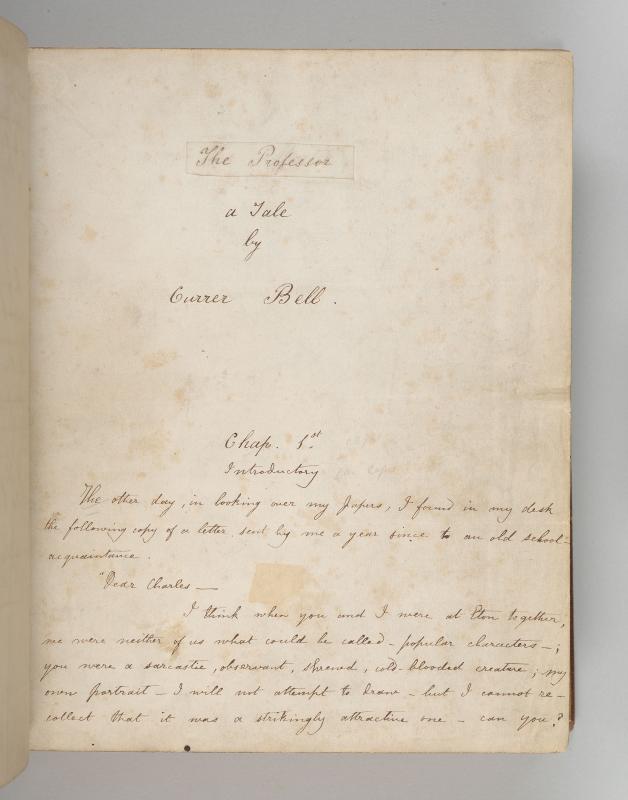 The Professor
a Tale
by
Currer Bell.
Chap. 1st
Introductory
The other day, in looking over my papers, I found in my desk
the following copy of a letter, sent by me a year since to an old school-
acquaintance.
"Dear Charles—
I think when you and I were at Eton together,
we were neither of us what could be called – popular characters –;
you were a sarcastic, observant, shrewd, cold-blooded creature; my
own portrait – I will not attempt to draw – but I cannot re-
collect that it was a strikingly attractive one – can you?